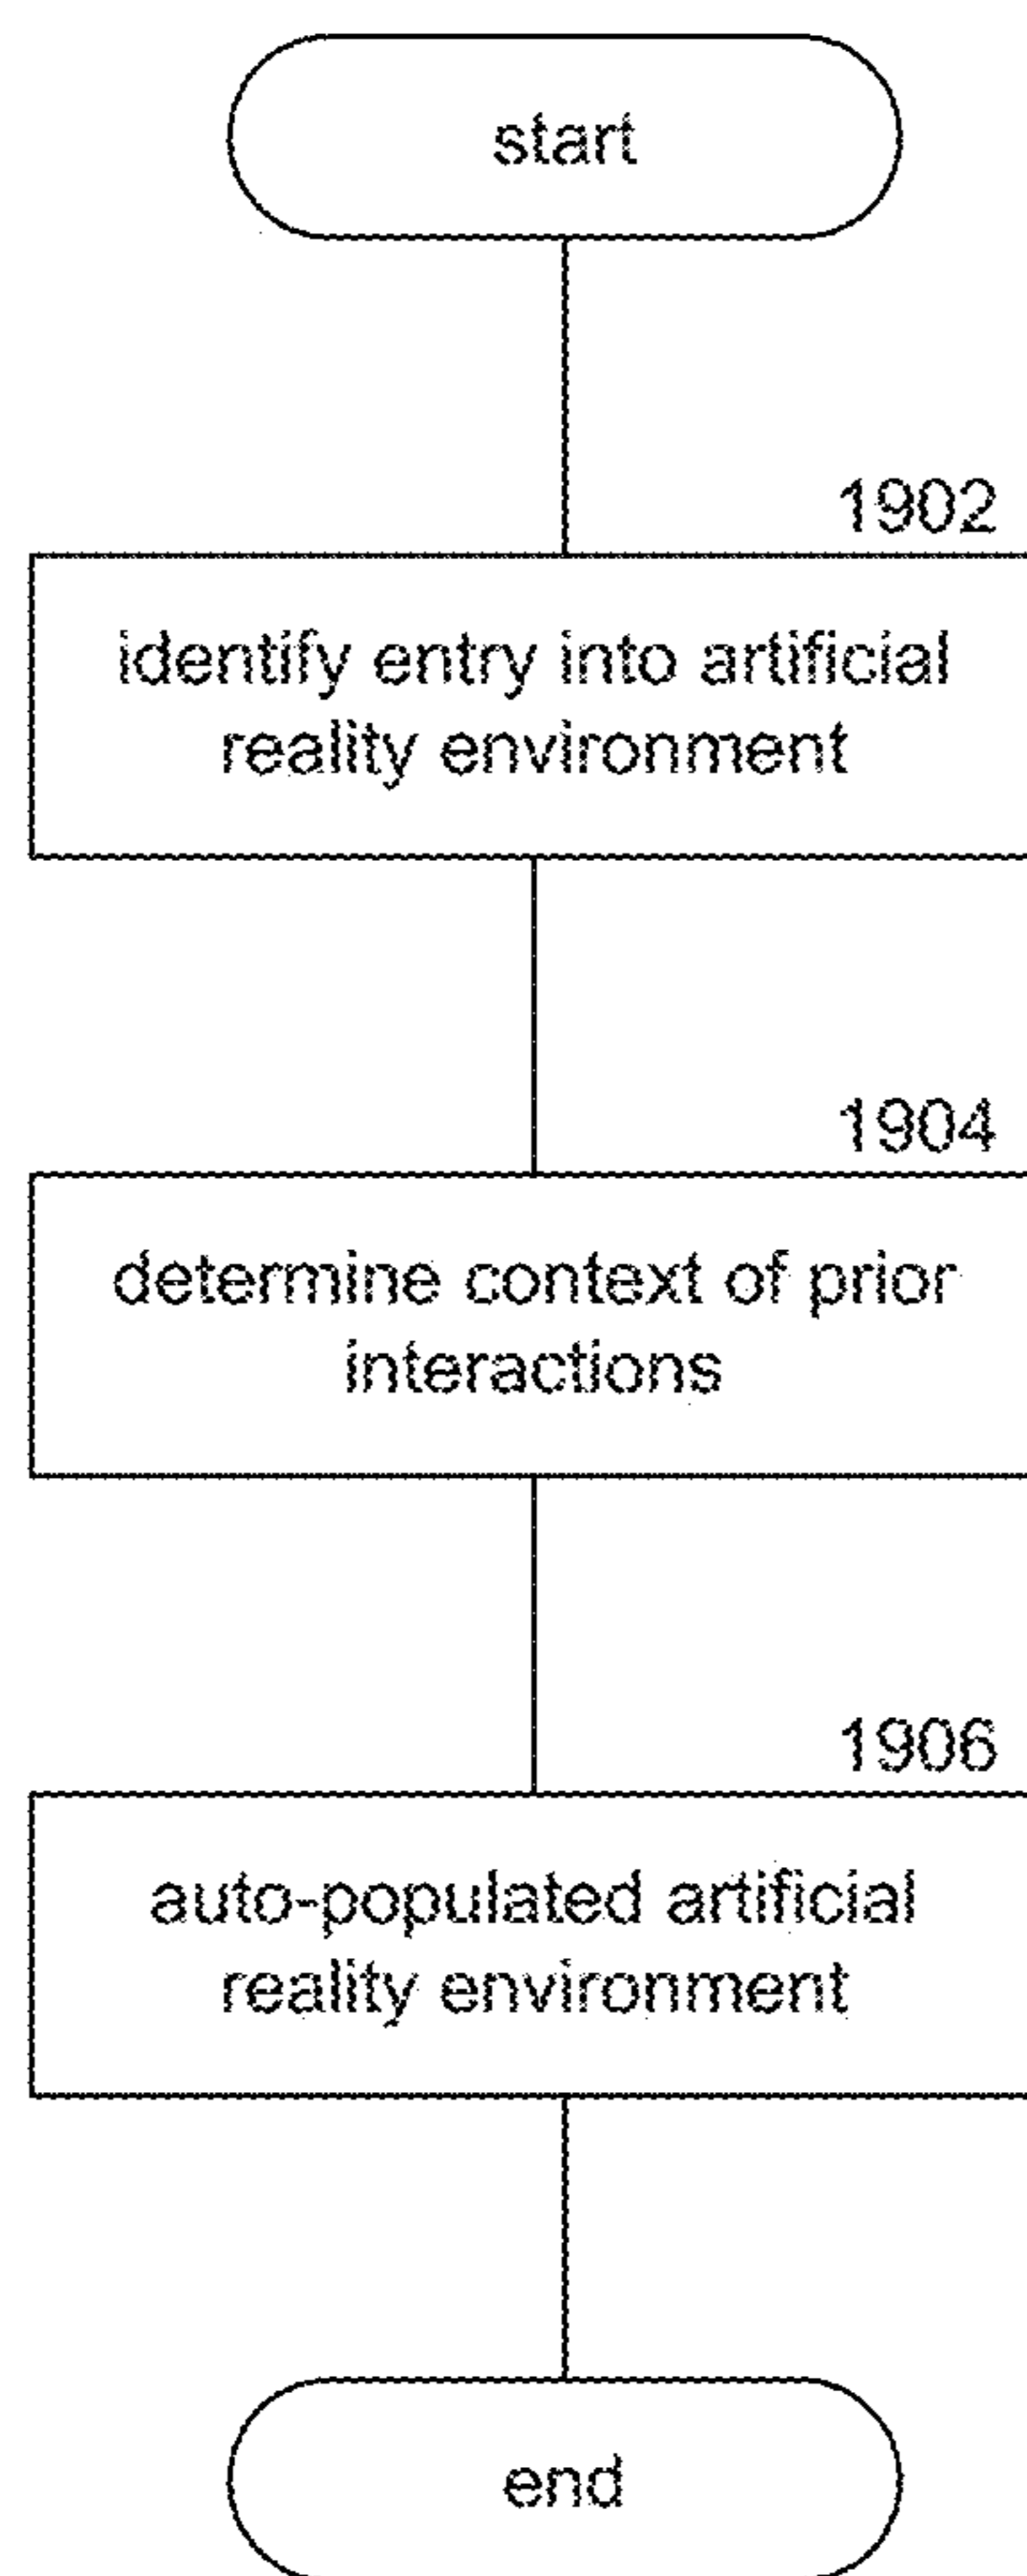 start
1902
identify entry into artificial
reality environment
1904
determine context of prior
interactions
1906
auto-populated artificial
reality environment
end